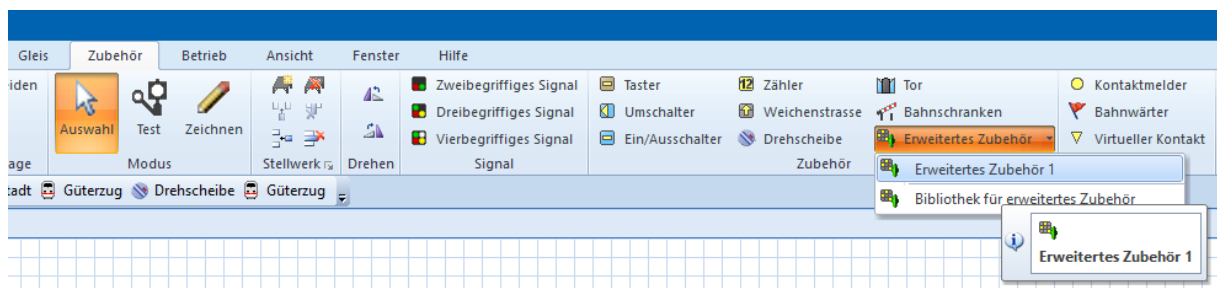 Gleis Zubehör Betrieb Ansicht Fenster Hilfe
Zweibegriffiges Signal Taster 12 Zähler Tor Kontaktmelder
Dreibegriffiges Signal Umschalter Weichenstrasse Bahnschranken Bahnwärter
Auswahl Test Zeichnen
Vierbegriffiges Signal Ein/Ausschalter Drehscheibe Erweitertes Zubehör Virtueller Kontakt
Modus Stellwerk Drehen Signal Zubehör
Erweitertes Zubehör 1
Güterzug Drehscheibe Güterzug
Bibliothek für erweitertes Zubehör
Erweitertes Zubehör 1